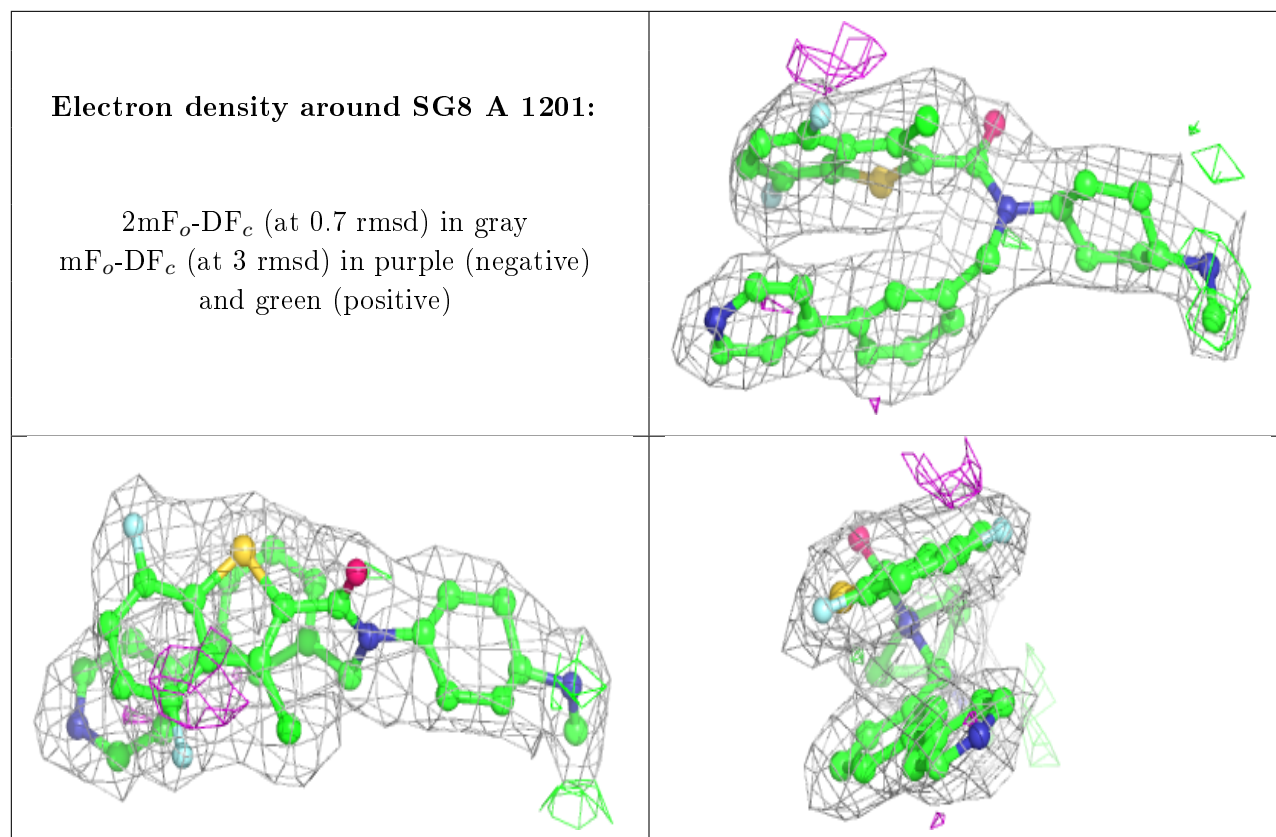 Electron density around SG8 A 1201:
2mFo-DFc (at 0.7 rmsd) in gray
mFo-DFc (at 3 rmsd) in purple (negative)
and green (positive)